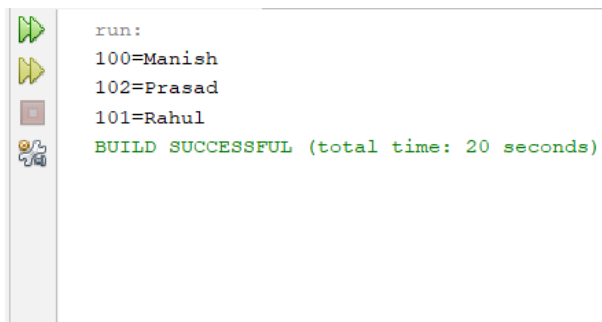 run:
100=Manish
102=Prasad
101=Rahul
BUILD SUCCESSFUL (total time: 20 seconds)